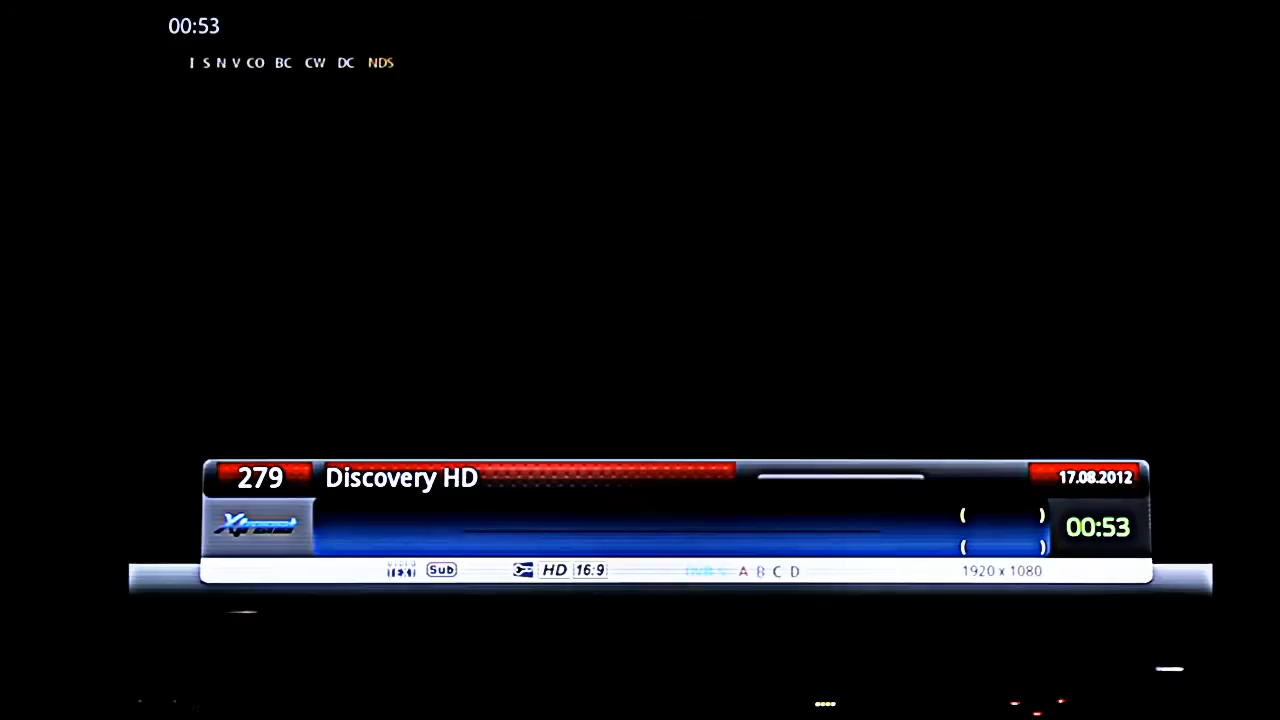 00:53
I S N V CO BC CW DC NDS
279 Discovery HD 17.08.2012
( )
00:53
( )
TEXT Sub HD 16:9 A B C D 1920 x 1080